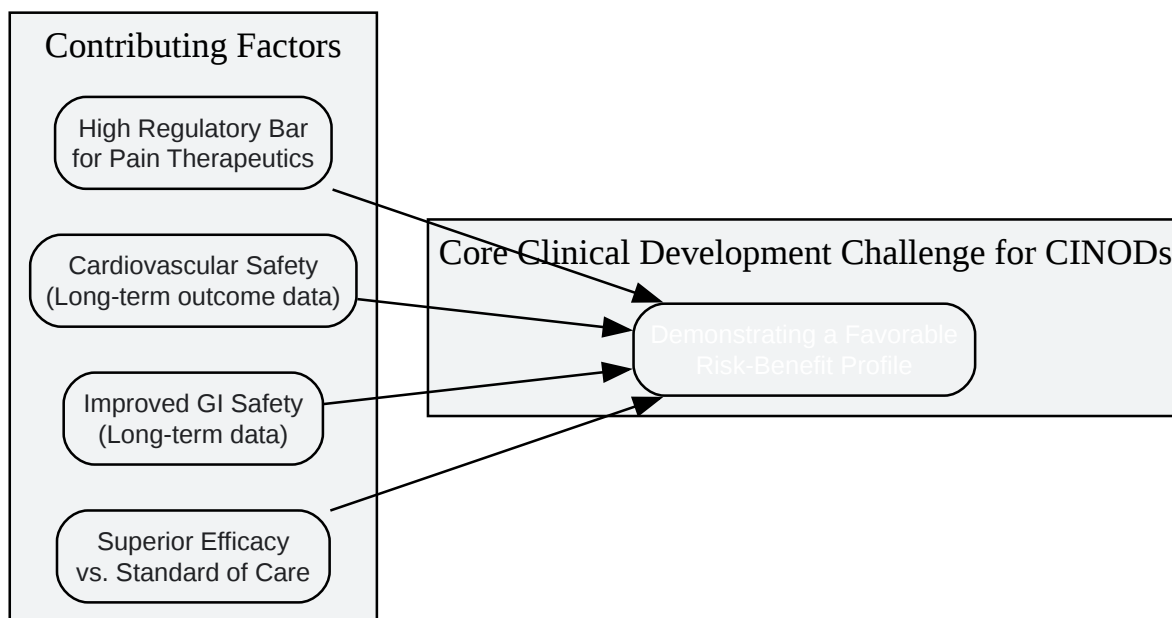 Contributing Factors
High Regulatory Bar
for Pain Therapeutics
Cardiovascular Safety
(Long-term outcome data)
Improved GI Safety
(Long-term data)
Superior Efficacy
vs. Standard of Care
Core Clinical Development Challenge for CINODs
Demonstrating a Favorable
Risk-Benefit Profile